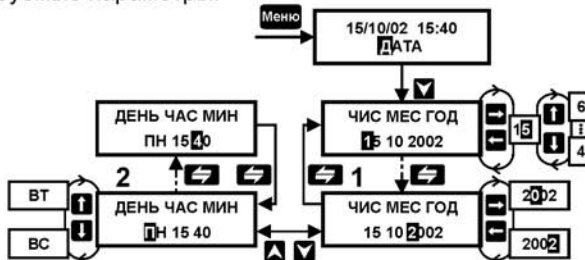 параметры
Меню
15/10/02 15:40
ДАТА
ДЕНЬ ЧАС МИН
ПН 15 40
ЧИС МЕС ГОД
15 10 2002
15
6
4
2
1
ВТ
ВС
ДЕНЬ ЧАС МИН
ПН 15 40
ЧИС МЕС ГОД
15 10 2002
2002
2002